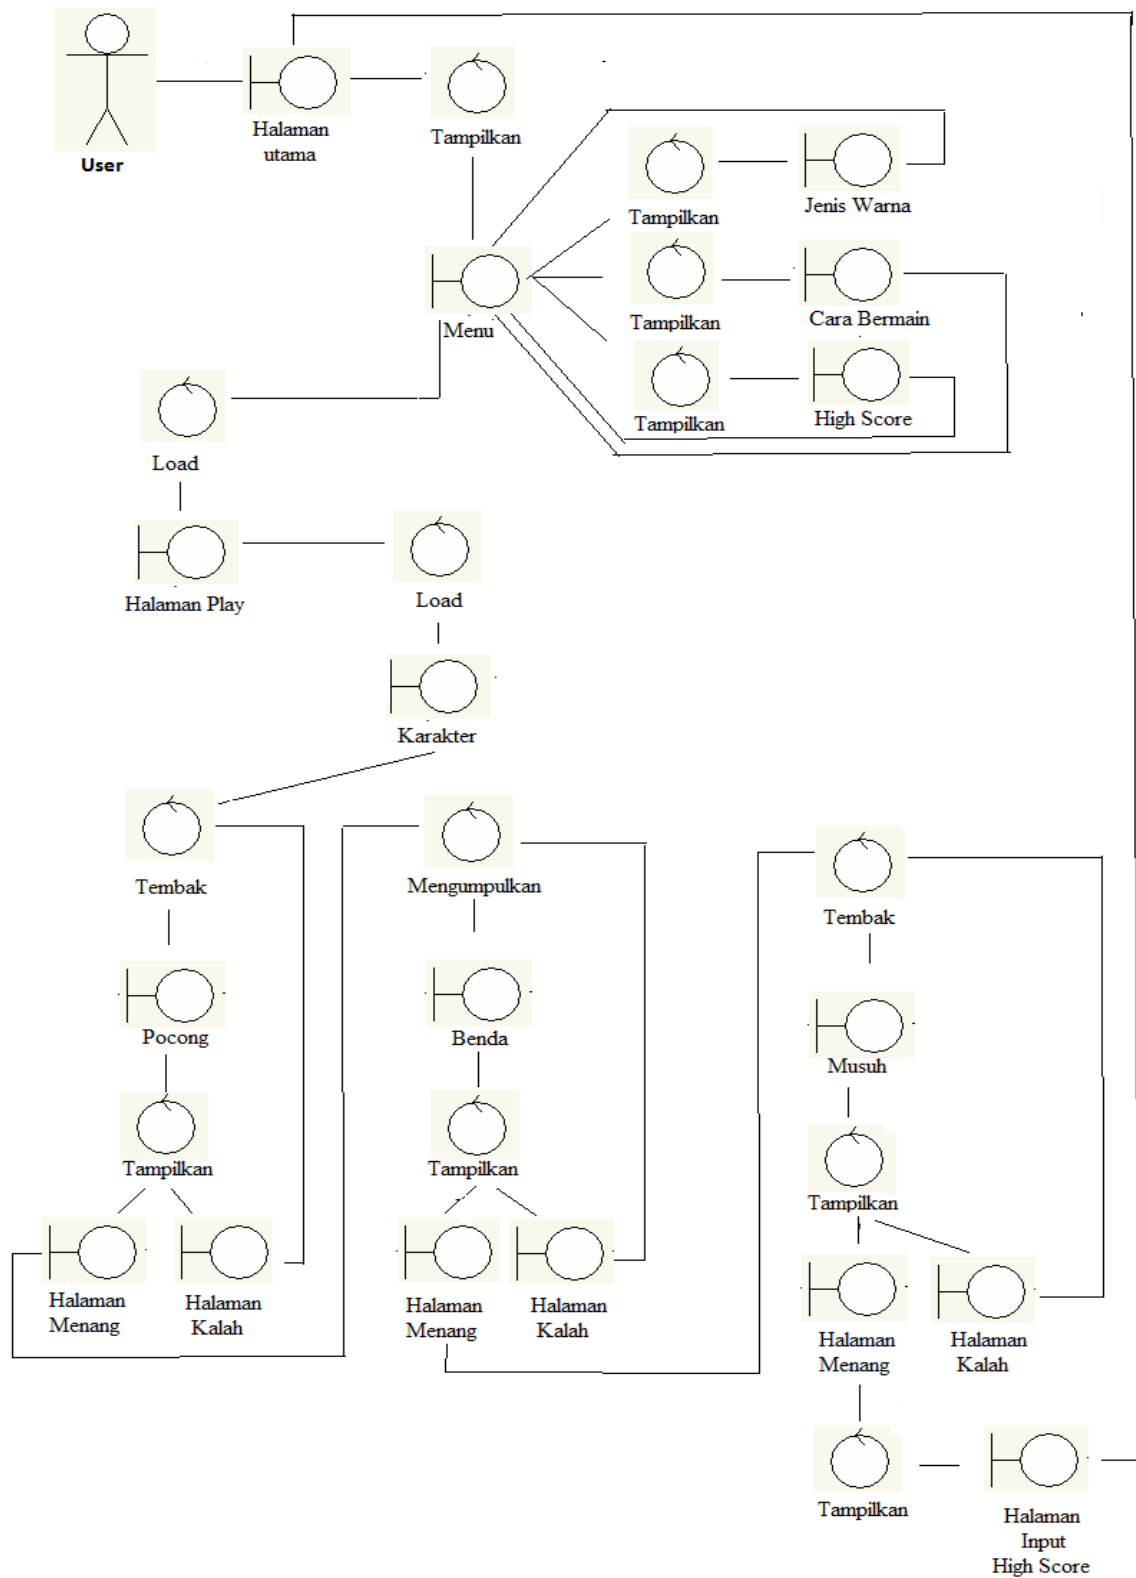 User
Halaman
utama
Tampilkan
Tampilkan
Jenis Warna
Tampilkan
Cara Bermain
Menu
Tampilkan
High Score
Load
Halaman Play
Load
Karakter
Tembak
Mengumpulkan
Tembak
Pocong
Benda
Musuh
Tampilkan
Tampilkan
Tampilkan
Halaman
Menang
Halaman
Kalah
Halaman
Menang
Halaman
Kalah
Halaman
Menang
Halaman
Kalah
Tampilkan
Halaman
Input
High Score